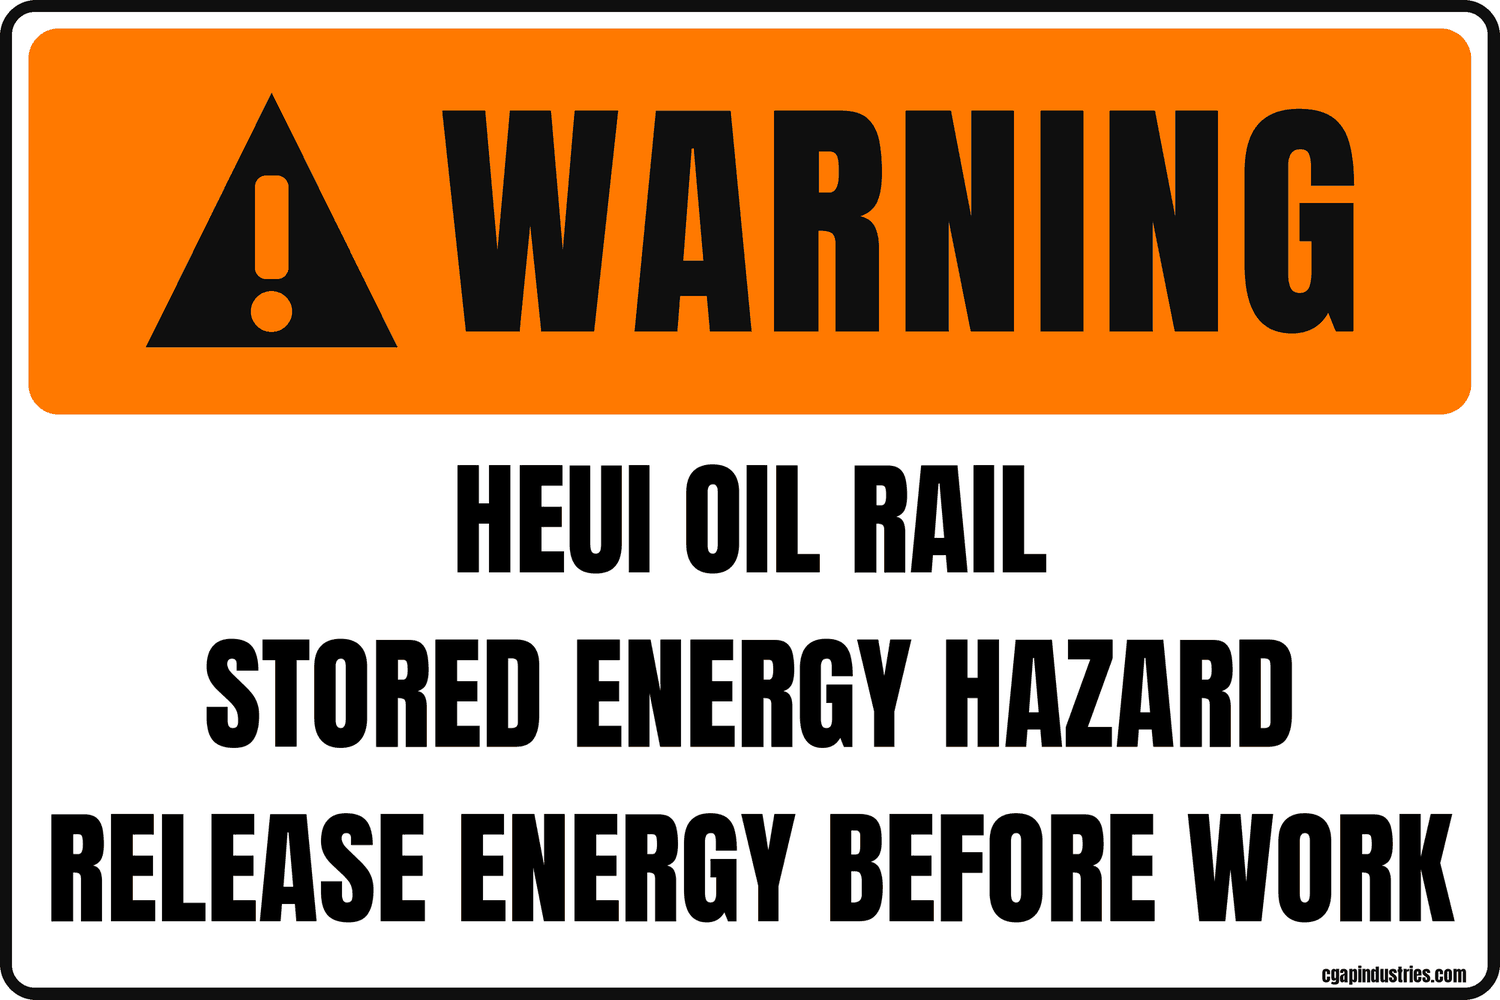 WARNING
HEUI OIL RAIL
STORED ENERGY HAZARD
RELEASE ENERGY BEFORE WORK
cgapindustries.com